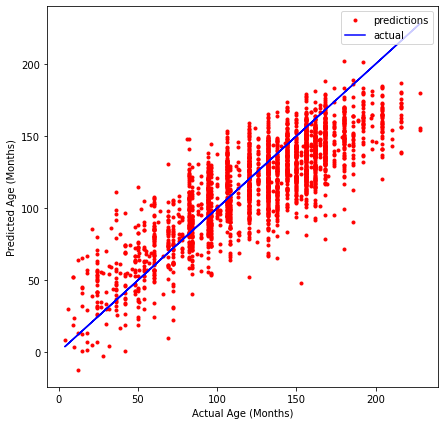 predictions
actual
200
150
100
50
0
Predicted Age (Months)
0 50 100 150 200
Actual Age (Months)